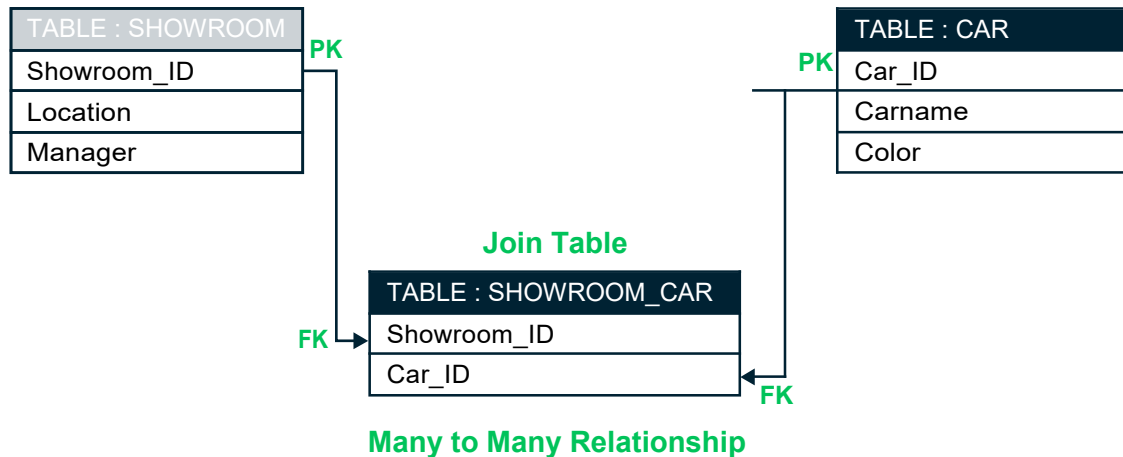 TABLE : SHOWROOM
PK
Showroom_ID
Location
Manager
TABLE : CAR
PK
Car_ID
Carname
Color
Join Table
TABLE : SHOWROOM_CAR
Showroom_ID
FK
Car_ID
FK
Many to Many Relationship